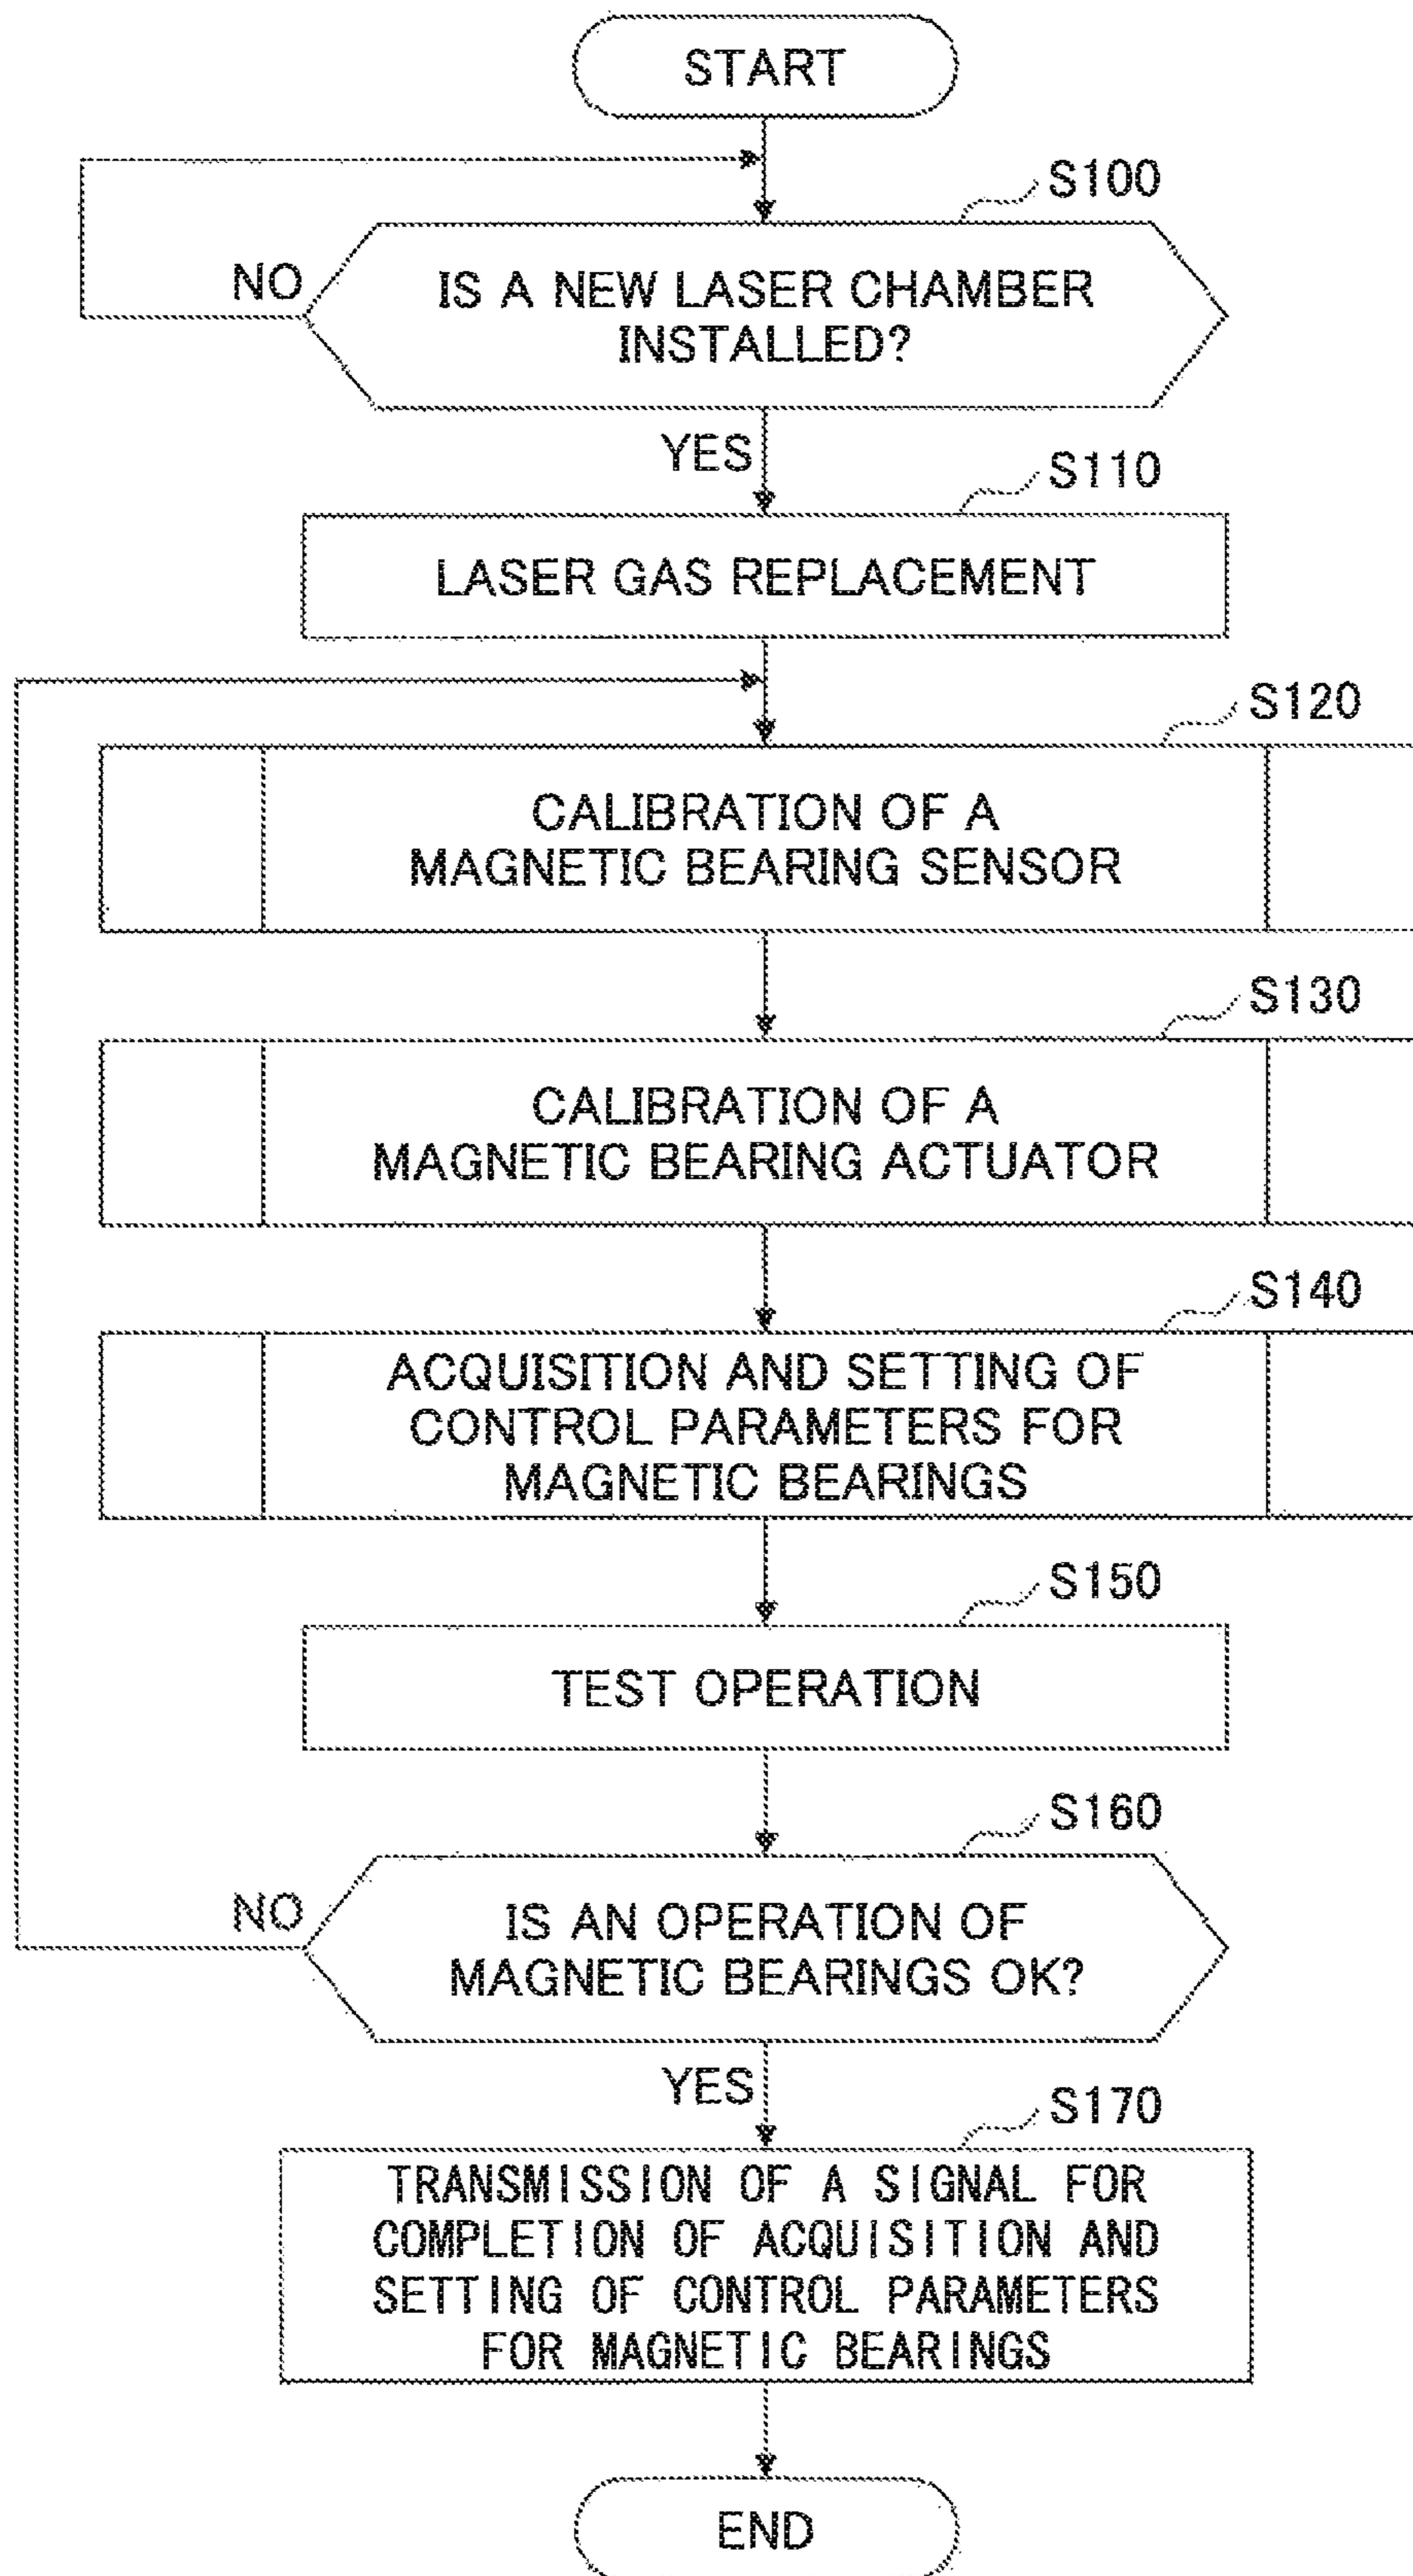 START
S100
NO
IS A NEW LASER CHAMBER
INSTALLED?
YES
S110
LASER GAS REPLACEMENT
S120
CALIBRATION OF A
MAGNETIC BEARING SENSOR
S130
CALIBRATION OF A
MAGNETIC BEARING ACTUATOR
S140
ACQUISITION AND SETTING OF
CONTROL PARAMETERS FOR
MAGNETIC BEARINGS
S150
TEST OPERATION
S160
NO
IS AN OPERATION OF
MAGNETIC BEARINGS OK?
YES
S170
TRANSMISSION OF A SIGNAL FOR
COMPLETION OF ACQUISITION AND
SETTING OF CONTROL PARAMETERS
FOR MAGNETIC BEARINGS
END